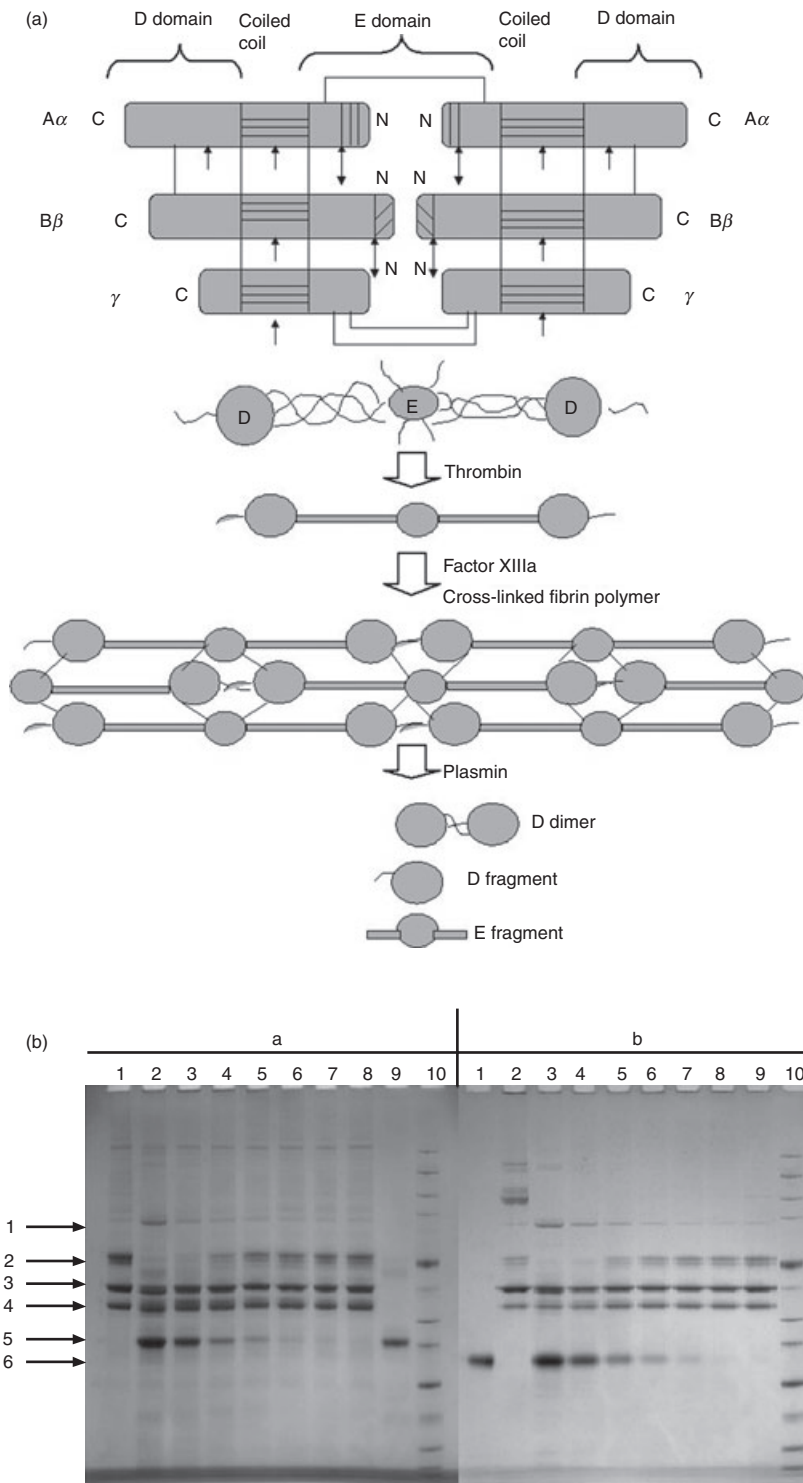 (a)
D domain Coiled coil E domain Coiled coil D domain
Aα C N N C Aα
N N
Bβ C C Bβ
N N
γ C C γ
D E D
Thrombin
Factor XIIIa
Cross-linked fibrin polymer
Plasmin
D dimer
D fragment
E fragment
(b)
a b
1 2 3 4 5 6 7 8 9 10 1 2 3 4 5 6 7 8 9 10
1
2
3
4
5
6